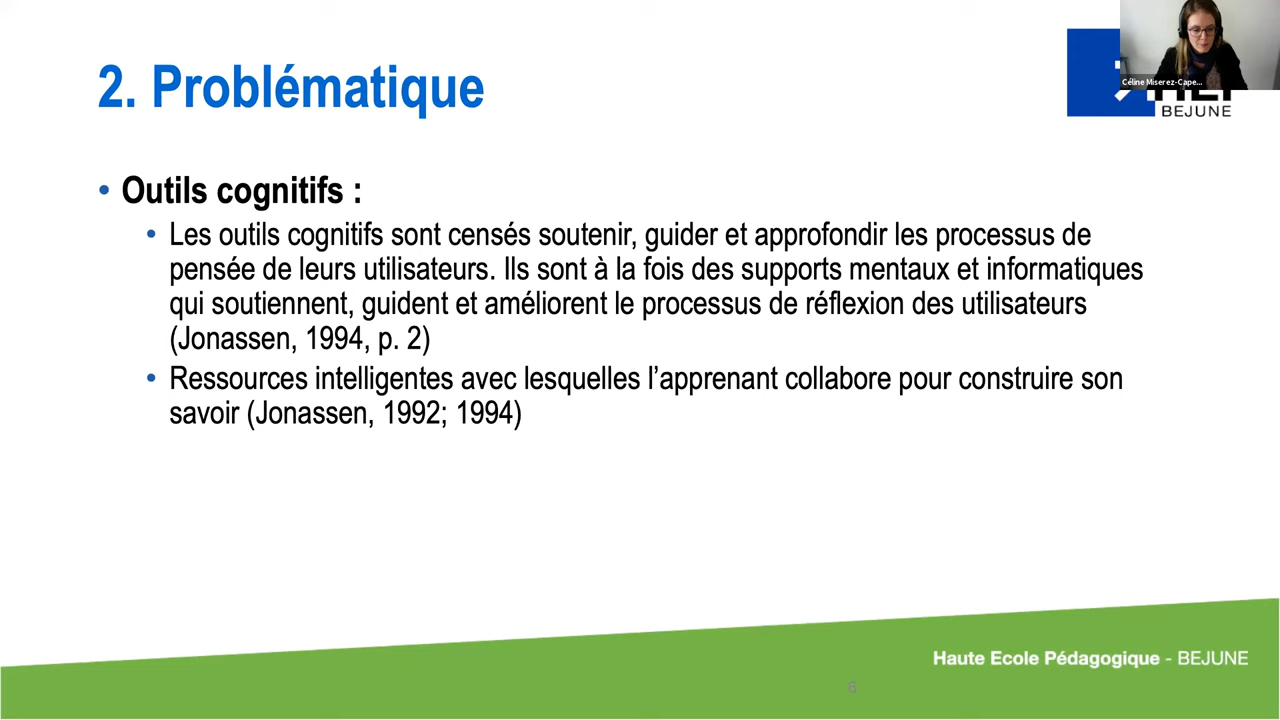 2. Problématique
Céline Miserez-Cape...
BEJUNE
• Outils cognitifs :
• Les outils cognitifs sont censés soutenir, guider et approfondir les processus de
pensée de leurs utilisateurs. Ils sont à la fois des supports mentaux et informatiques
qui soutiennent, guident et améliorent le processus de réflexion des utilisateurs
(Jonassen, 1994, p. 2)
• Ressources intelligentes avec lesquelles l’apprenant collabore pour construire son
savoir (Jonassen, 1992; 1994)
Haute Ecole Pédagogique - BEJUNE
6